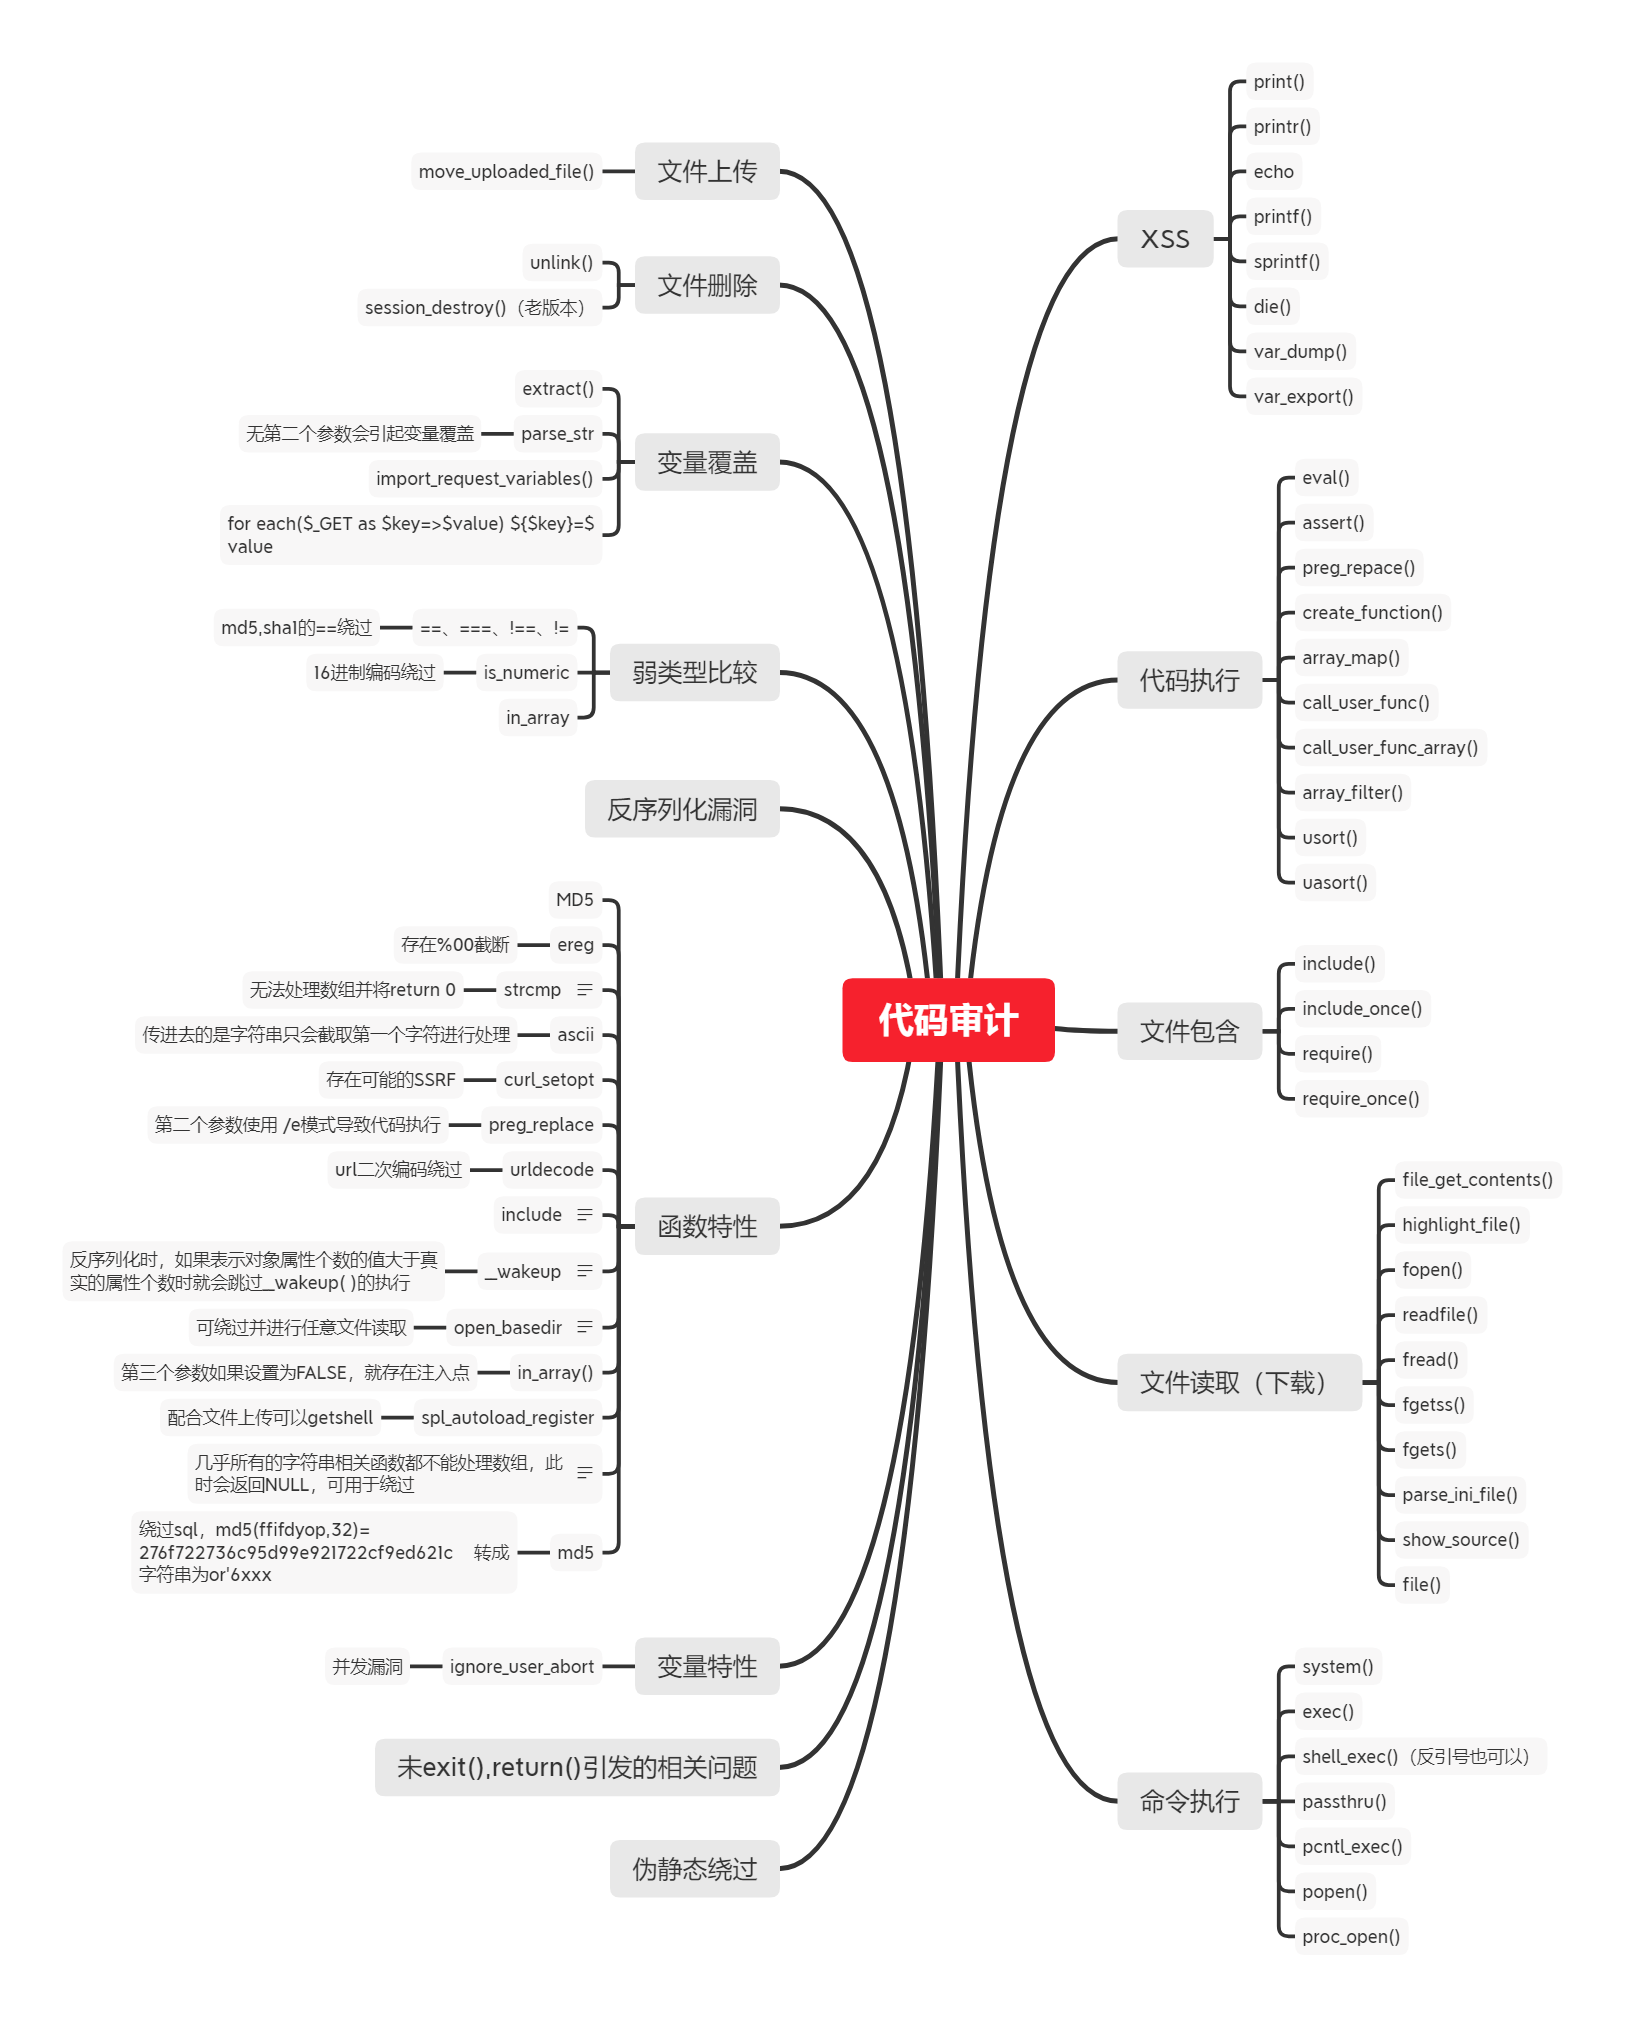 代码审计
XSS
print()
printr()
echo
printf()
sprintf()
die()
var_dump()
var_export()
代码执行
eval()
assert()
preg_repace()
create_function()
array_map()
call_user_func()
call_user_func_array()
array_filter()
usort()
uasort()
文件包含
include()
include_once()
require()
require_once()
文件读取（下载）
file_get_contents()
highlight_file()
fopen()
readfile()
fread()
fgetss()
fgets()
parse_ini_file()
show_source()
file()
命令执行
system()
exec()
shell_exec()（反引号也可以）
passthru()
pcntl_exec()
popen()
proc_open()
文件上传
move_uploaded_file()
文件删除
unlink()
session_destroy()（老版本）
变量覆盖
extract()
parse_str
无第二个参数会引起变量覆盖
import_request_variables()
for each($_GET as $key=>$value) ${$key}=$
value
弱类型比较
==、===、!==、!=
md5,sha1的==绕过
is_numeric
16进制编码绕过
in_array
反序列化漏洞
函数特性
MD5
ereg
存在%00截断
strcmp
无法处理数组并将return 0
ascii
传进去的是字符串只会截取第一个字符进行处理
curl_setopt
存在可能的SSRF
preg_replace
第二个参数使用 /e模式导致代码执行
urldecode
url二次编码绕过
include
__wakeup
反序列化时，如果表示对象属性个数的值大于真
实的属性个数时就会跳过__wakeup( )的执行
open_basedir
可绕过并进行任意文件读取
in_array()
第三个参数如果设置为FALSE，就存在注入点
spl_autoload_register
配合文件上传可以getshell
几乎所有的字符串相关函数都不能处理数组，此
时会返回NULL，可用于绕过
md5
绕过sql，md5(ffifdyop,32)=
276f722736c95d99e921722cf9ed621c 转成
字符串为or'6xxx
变量特性
ignore_user_abort
并发漏洞
未exit(),return()引发的相关问题
伪静态绕过